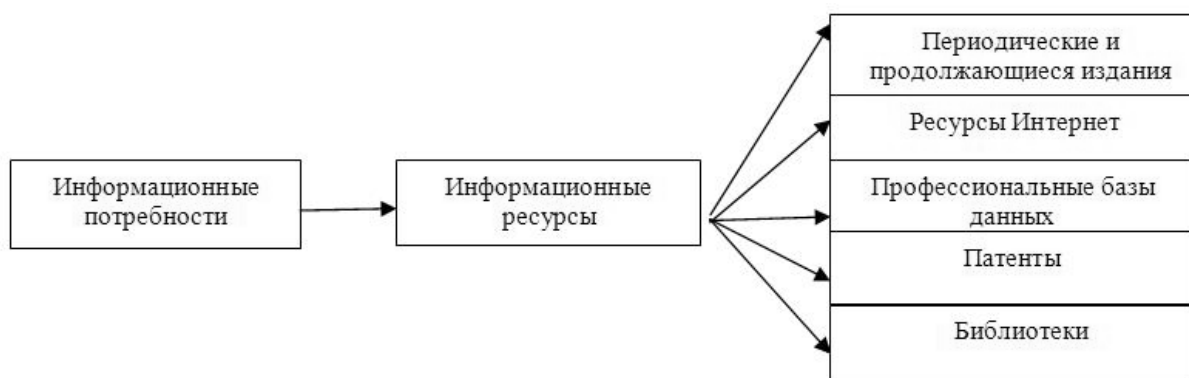 Информационные
потребности
Информационные
ресурсы
Периодические и
продолжающиеся издания
Ресурсы Интернет
Профессиональные базы
данных
Патенты
Библиотеки